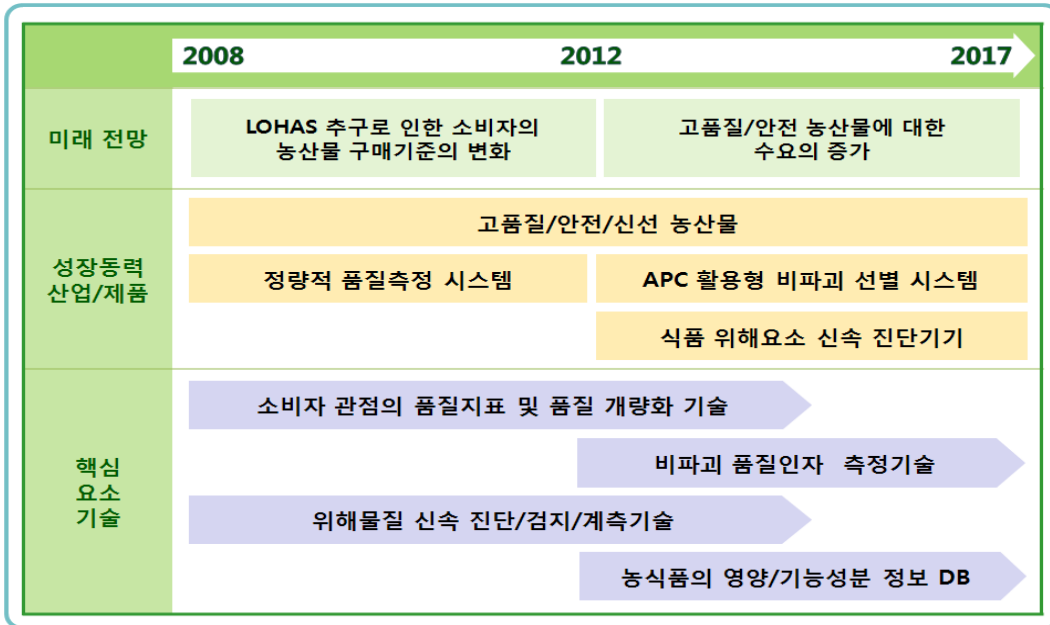 2008 2012 2017
미래 전망
LOHAS 추구로 인한 소비자의
농산물 구매기준의 변화
고품질/안전 농산물에 대한
수요의 증가
성장동력
산업/제품
고품질/안전/신선 농산물
정량적 품질측정 시스템
APC 활용형 비파괴 선별 시스템
식품 위해요소 신속 진단기기
핵심
요소
기술
소비자 관점의 품질지표 및 품질 개량화 기술
비파괴 품질인자 측정기술
위해물질 신속 진단/검지/계측기술
농식품의 영양/기능성분 정보 DB